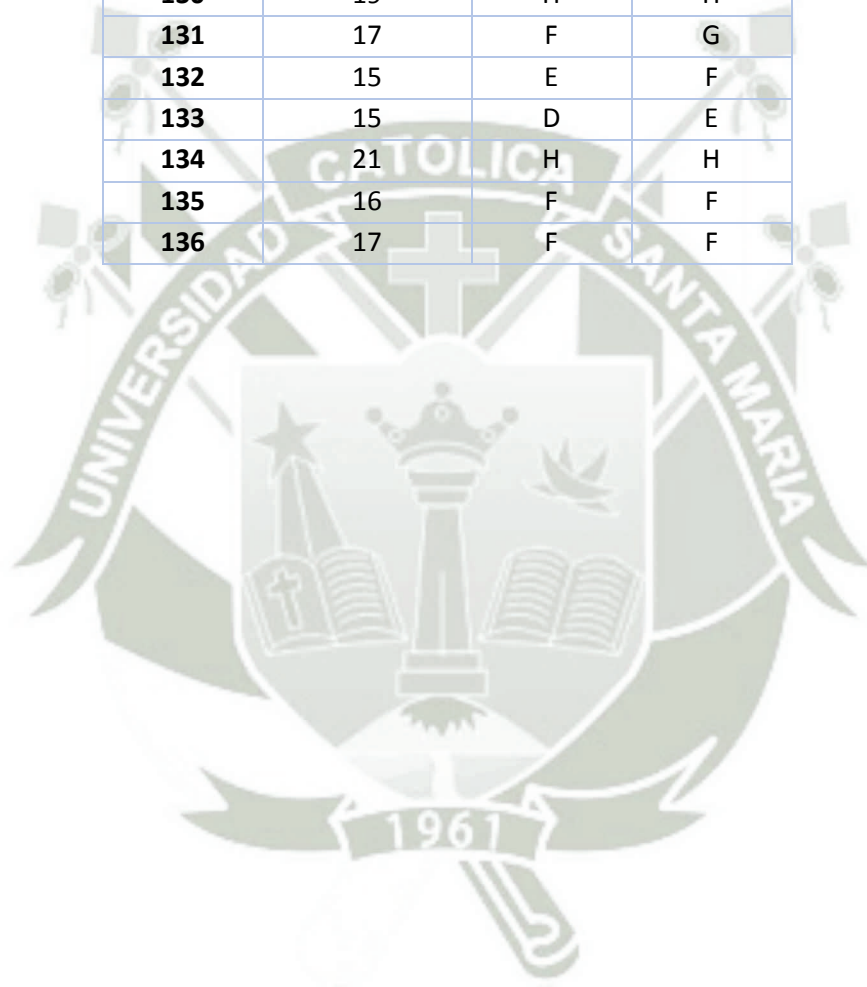 131 17 F G
132 15 E F
133 15 D E
134 21 H H
135 16 F F
136 17 F F
UNIVERSIDAD CATOLICA SANTA MARIA
1961